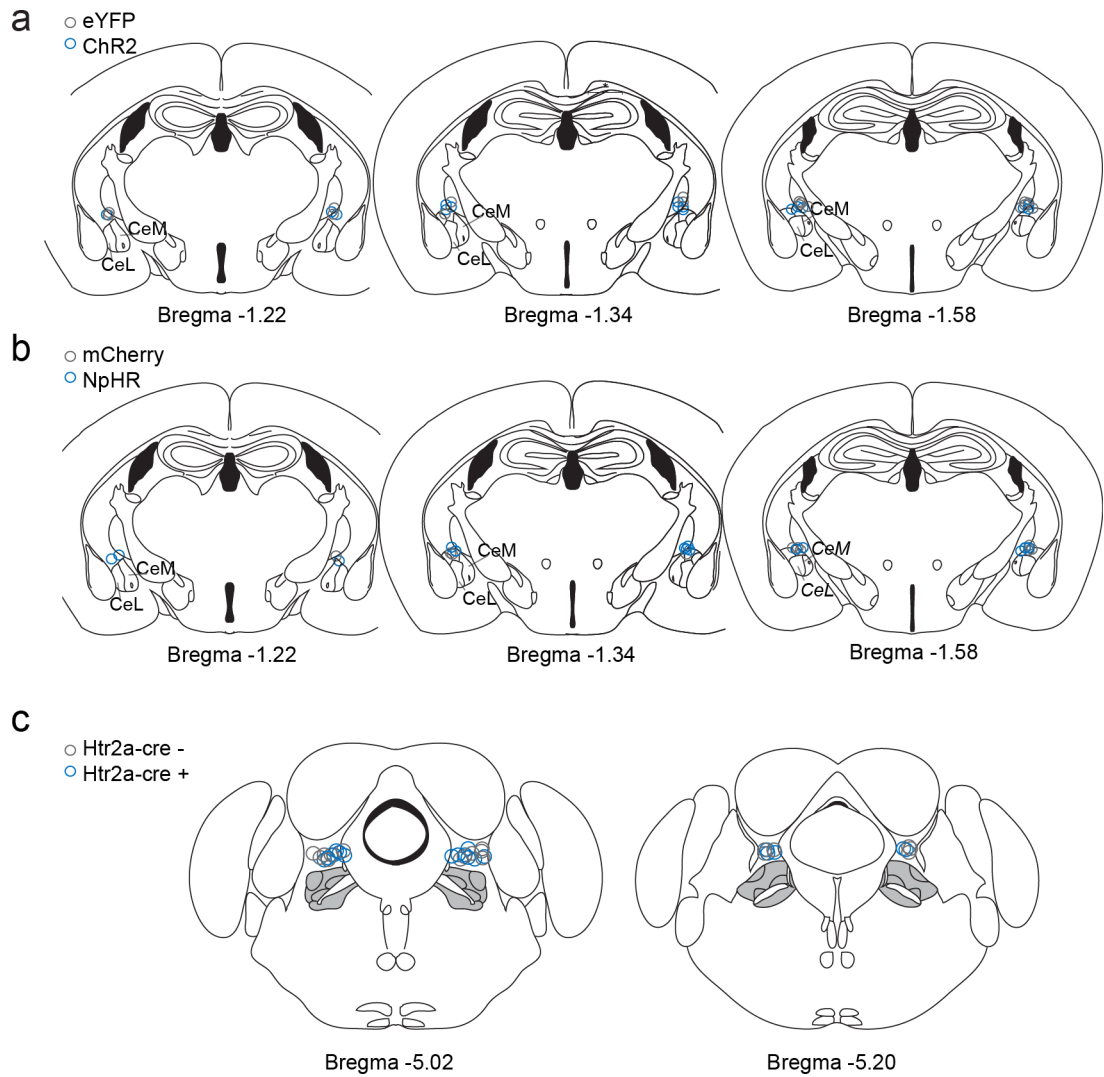 a
eYFP
ChR2
CeM
CeL
CeM
CeL
CeM
CeL
Bregma -1.22
Bregma -1.34
Bregma -1.58
b
mCherry
NpHR
CeM
CeL
CeM
CeL
CeM
CeL
Bregma -1.22
Bregma -1.34
Bregma -1.58
c
Htr2a-cre -
Htr2a-cre +
Bregma -5.02
Bregma -5.20